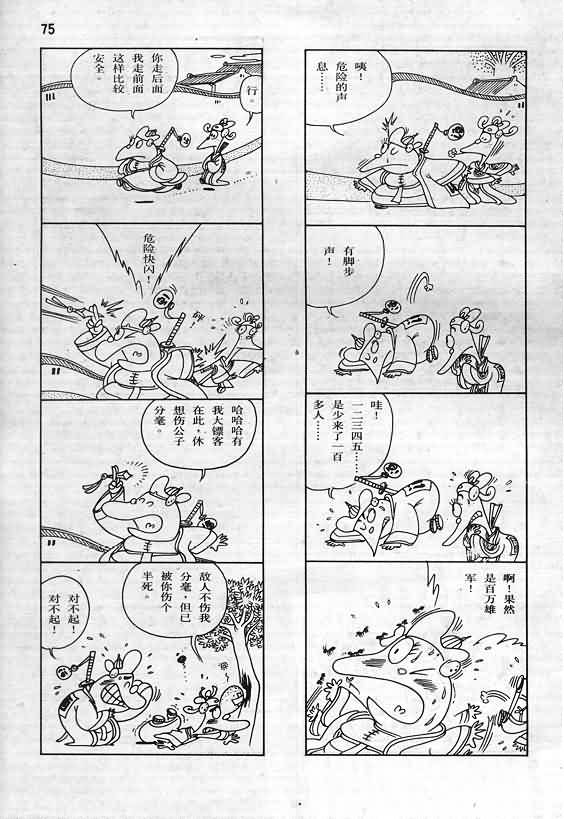 75
咦！
危险的声
息……
有脚步
声！
哇！
一二三四五……
是少来了一百
多人……
啊！果然
是百万雄
军！
你走后面
我走前面
这样比较
安全。
行。
危险快闪！
哈哈哈有
我大镖客
在此，休
想伤公子
分毫。
敌人不伤我
分毫，但已
被你伤个
半死。
对不起！
对不起！